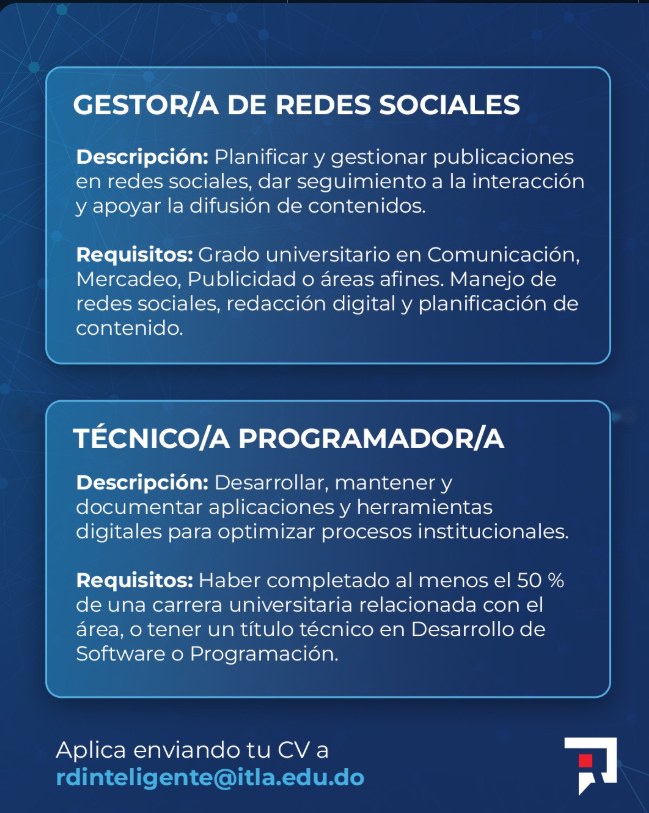 GESTOR/A DE REDES SOCIALES
Descripción: Planificar y gestionar publicaciones
en redes sociales, dar seguimiento a la interacción
y apoyar la difusión de contenidos.
Requisitos: Grado universitario en Comunicación,
Mercadeo, Publicidad o áreas afines. Manejo de
redes sociales, redacción digital y planificación de
contenido.
TÉCNICO/A PROGRAMADOR/A
Descripción: Desarrollar, mantener y
documentar aplicaciones y herramientas
digitales para optimizar procesos institucionales.
Requisitos: Haber completado al menos el 50 %
de una carrera universitaria relacionada con el
área, o tener un título técnico en Desarrollo de
Software o Programación.
Aplica enviando tu CV a
rdinteligente@itla.edu.do